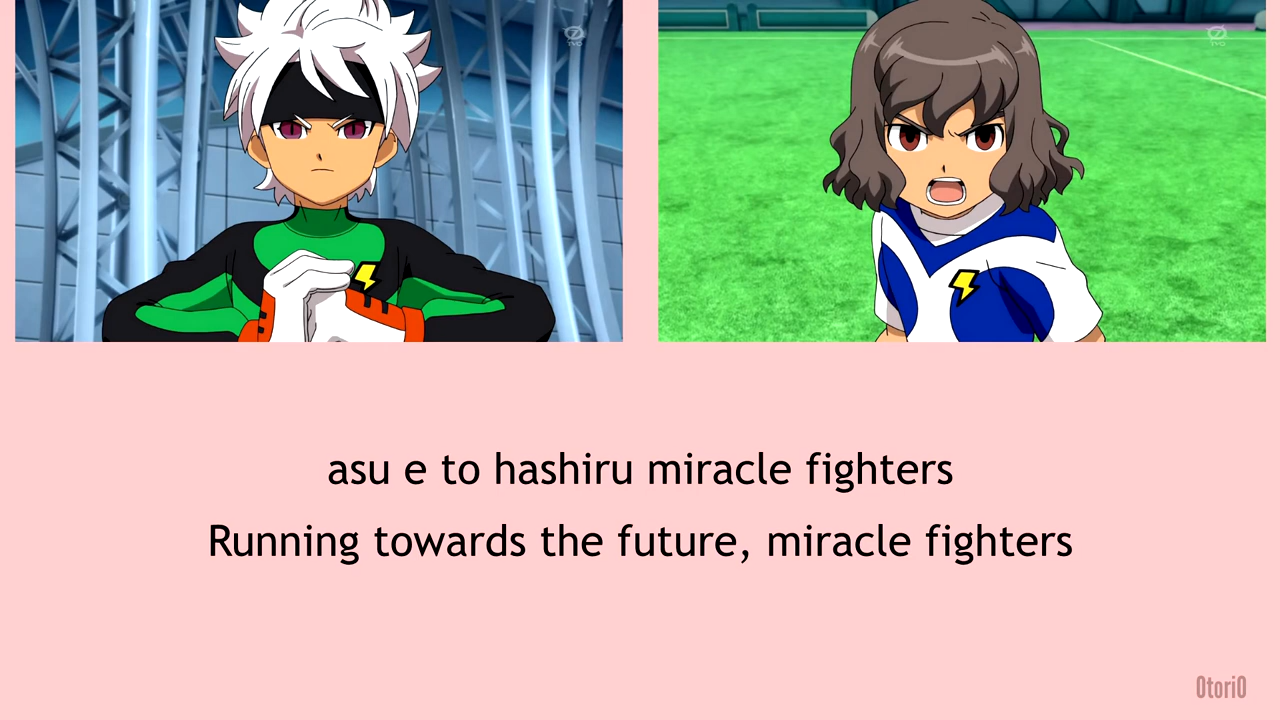 asu e to hashiru miracle fighters
Running towards the future, miracle fighters
OtoriO